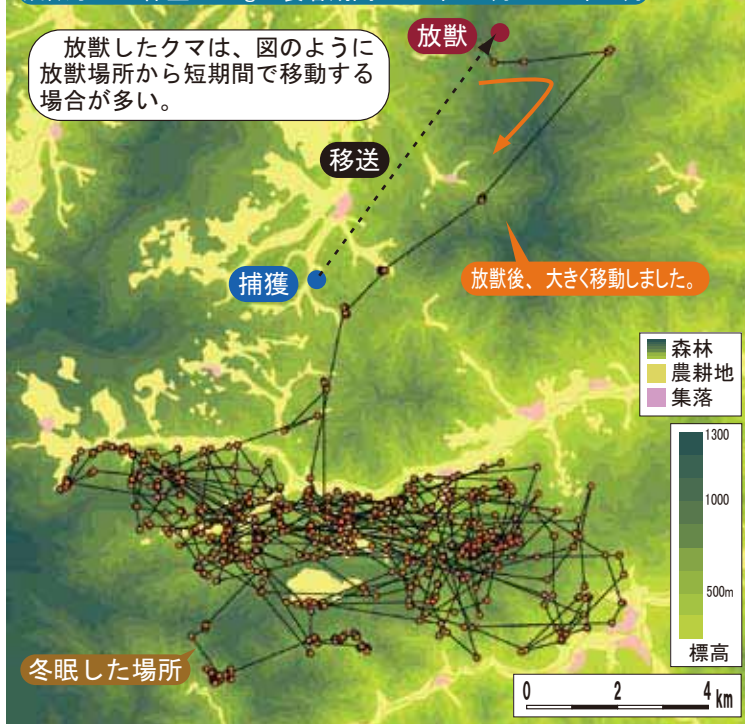 放獣したクマは、図のように
放獣場所から短期間で移動する
場合が多い。
放獣
移送
捕獲
放獣後、大きく移動しました。
森林
農耕地
集落
1300
1000
500m
標高
冬眠した場所
0 2 4 km